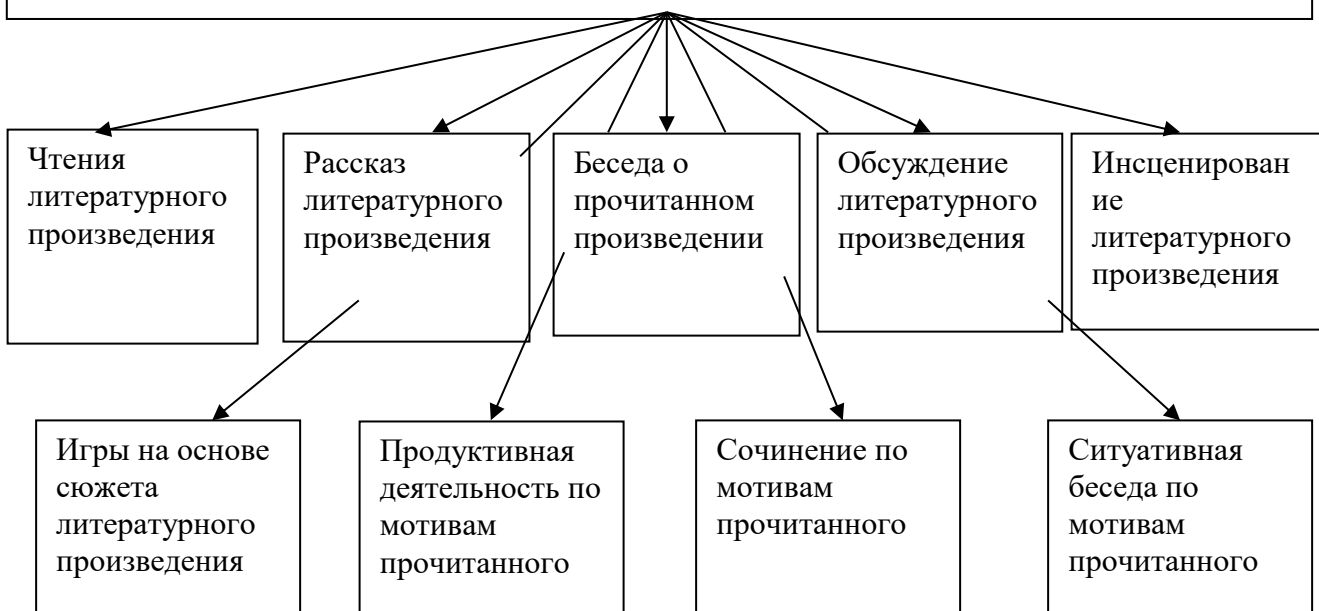 Чтения
литературного
произведения
Рассказ
литературного
произведения
Беседа о
прочитанном
произведении
Обсуждение
литературного
произведения
Инсценирован
ие
литературного
произведения
Игры на основе
сюжета
литературного
произведения
Продуктивная
деятельность по
мотивам
прочитанного
Сочинение по
мотивам
прочитанного
Ситуативная
беседа по
мотивам
прочитанного